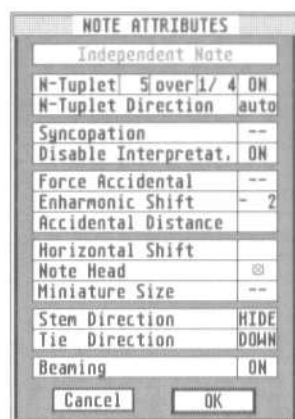 NOTE ATTRIBUTES
Independent Note
N-Tuplet 5 over 1/ 4 ON
N-Tuplet Direction auto
Syncopation --
Disable Interpretat. ON
Force Accidental --
Enharmonic Shift - 2
Accidental Distance
Horizontal Shift
Note Head
Miniature Size --
Stem Direction HIDE
Tie Direction DOWN
Beaming ON
Cancel OK